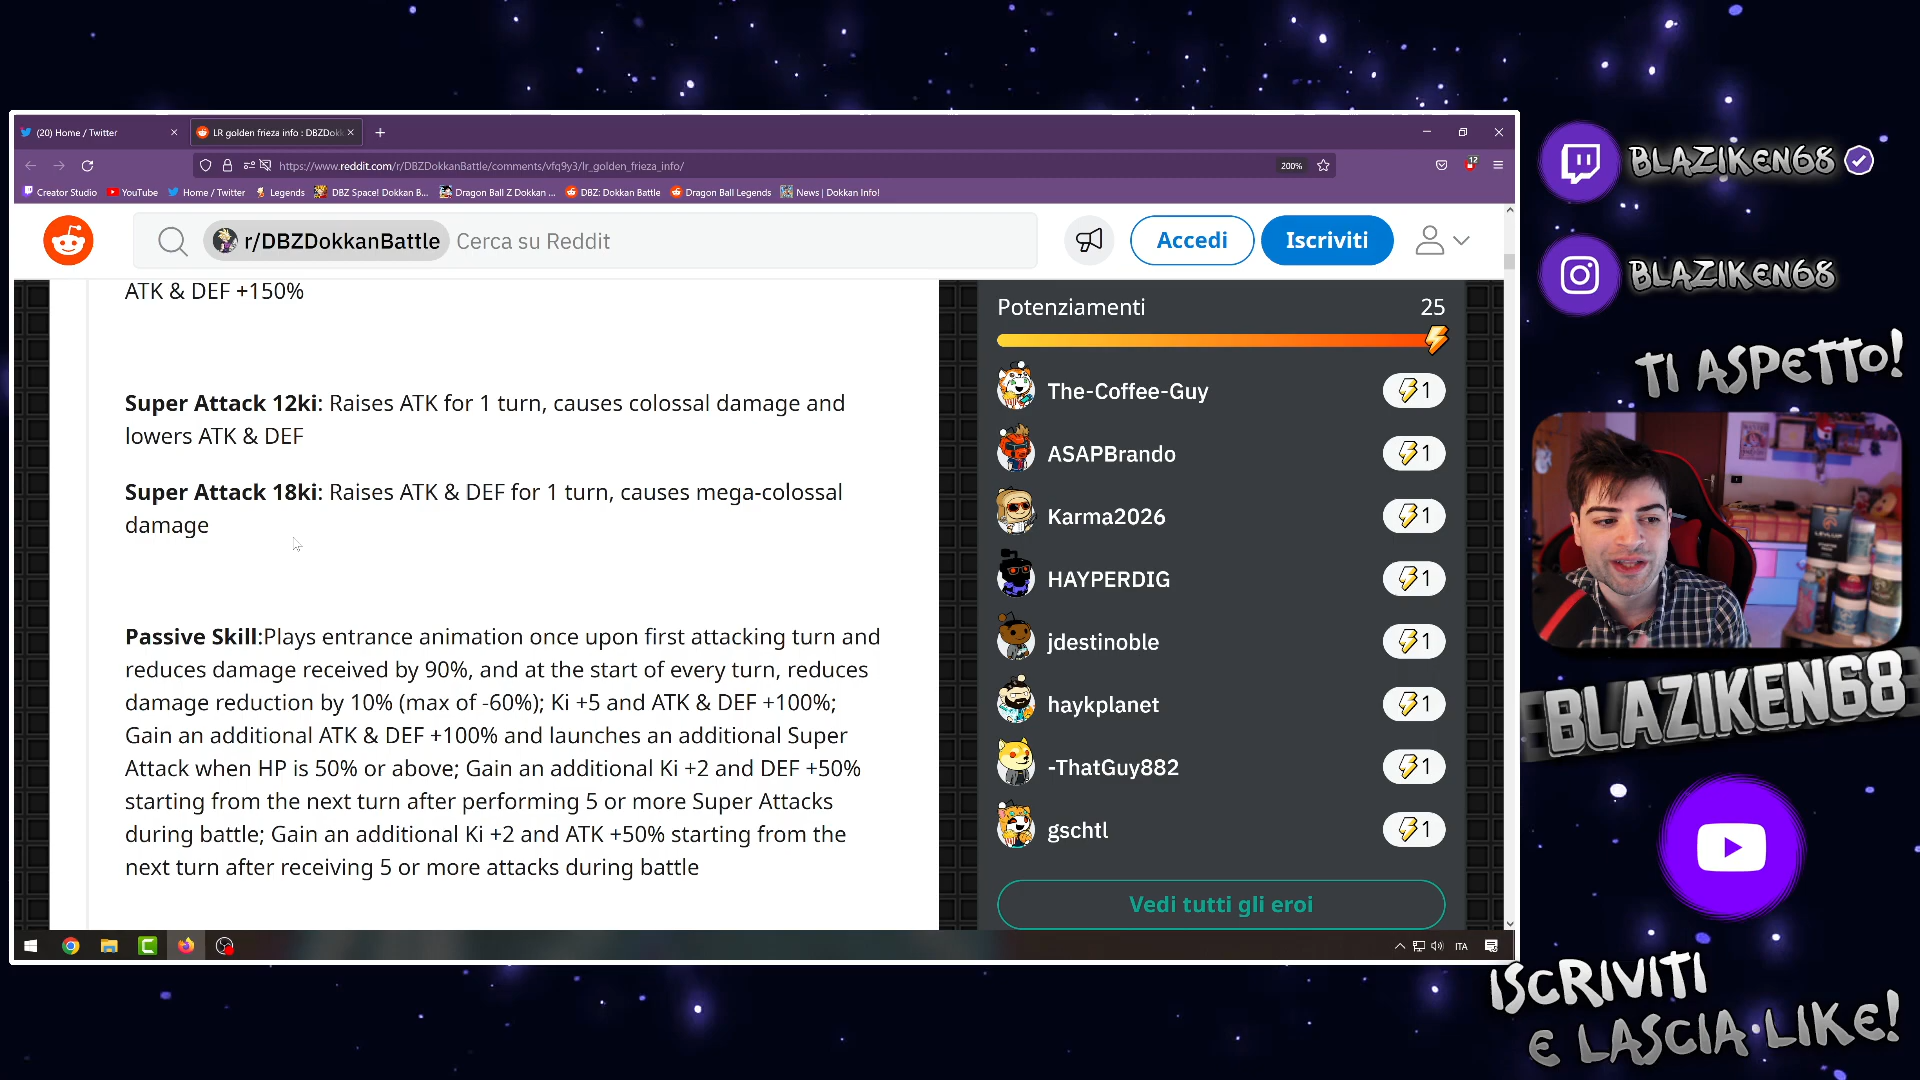 (20) Home / Twitter
LR golden frieza info : DBZDokk
https://www.reddit.com/r/DBZDokkanBattle/comments/vfq9y3/lr_golden_frieza_info/
200%
12
Creator Studio
YouTube
Home / Twitter
Legends
DBZ Space! Dokkan B...
Dragon Ball Z Dokkan ...
DBZ: Dokkan Battle
Dragon Ball Legends
News | Dokkan Info!
r/DBZDokkanBattle
Cerca su Reddit
Accedi
Iscriviti
ATK & DEF +150%
Super Attack 12ki: Raises ATK for 1 turn, causes colossal damage and
lowers ATK & DEF
Super Attack 18ki: Raises ATK & DEF for 1 turn, causes mega-colossal
damage
Passive Skill:Plays entrance animation once upon first attacking turn and
reduces damage received by 90%, and at the start of every turn, reduces
damage reduction by 10% (max of -60%); Ki +5 and ATK & DEF +100%;
Gain an additional ATK & DEF +100% and launches an additional Super
Attack when HP is 50% or above; Gain an additional Ki +2 and DEF +50%
starting from the next turn after performing 5 or more Super Attacks
during battle; Gain an additional Ki +2 and ATK +50% starting from the
next turn after receiving 5 or more attacks during battle
Potenziamenti
25
The-Coffee-Guy
1
ASAPBrando
1
Karma2026
1
HAYPERDIG
1
jdestinoble
1
haykplanet
1
-ThatGuy882
1
gschtl
1
Vedi tutti gli eroi
ITA
BLAZIKEN68
BLAZIKEN68
TI ASPETTO!
BLAZIKEN68
ISCRIVITI
E LASCIA LIKE!